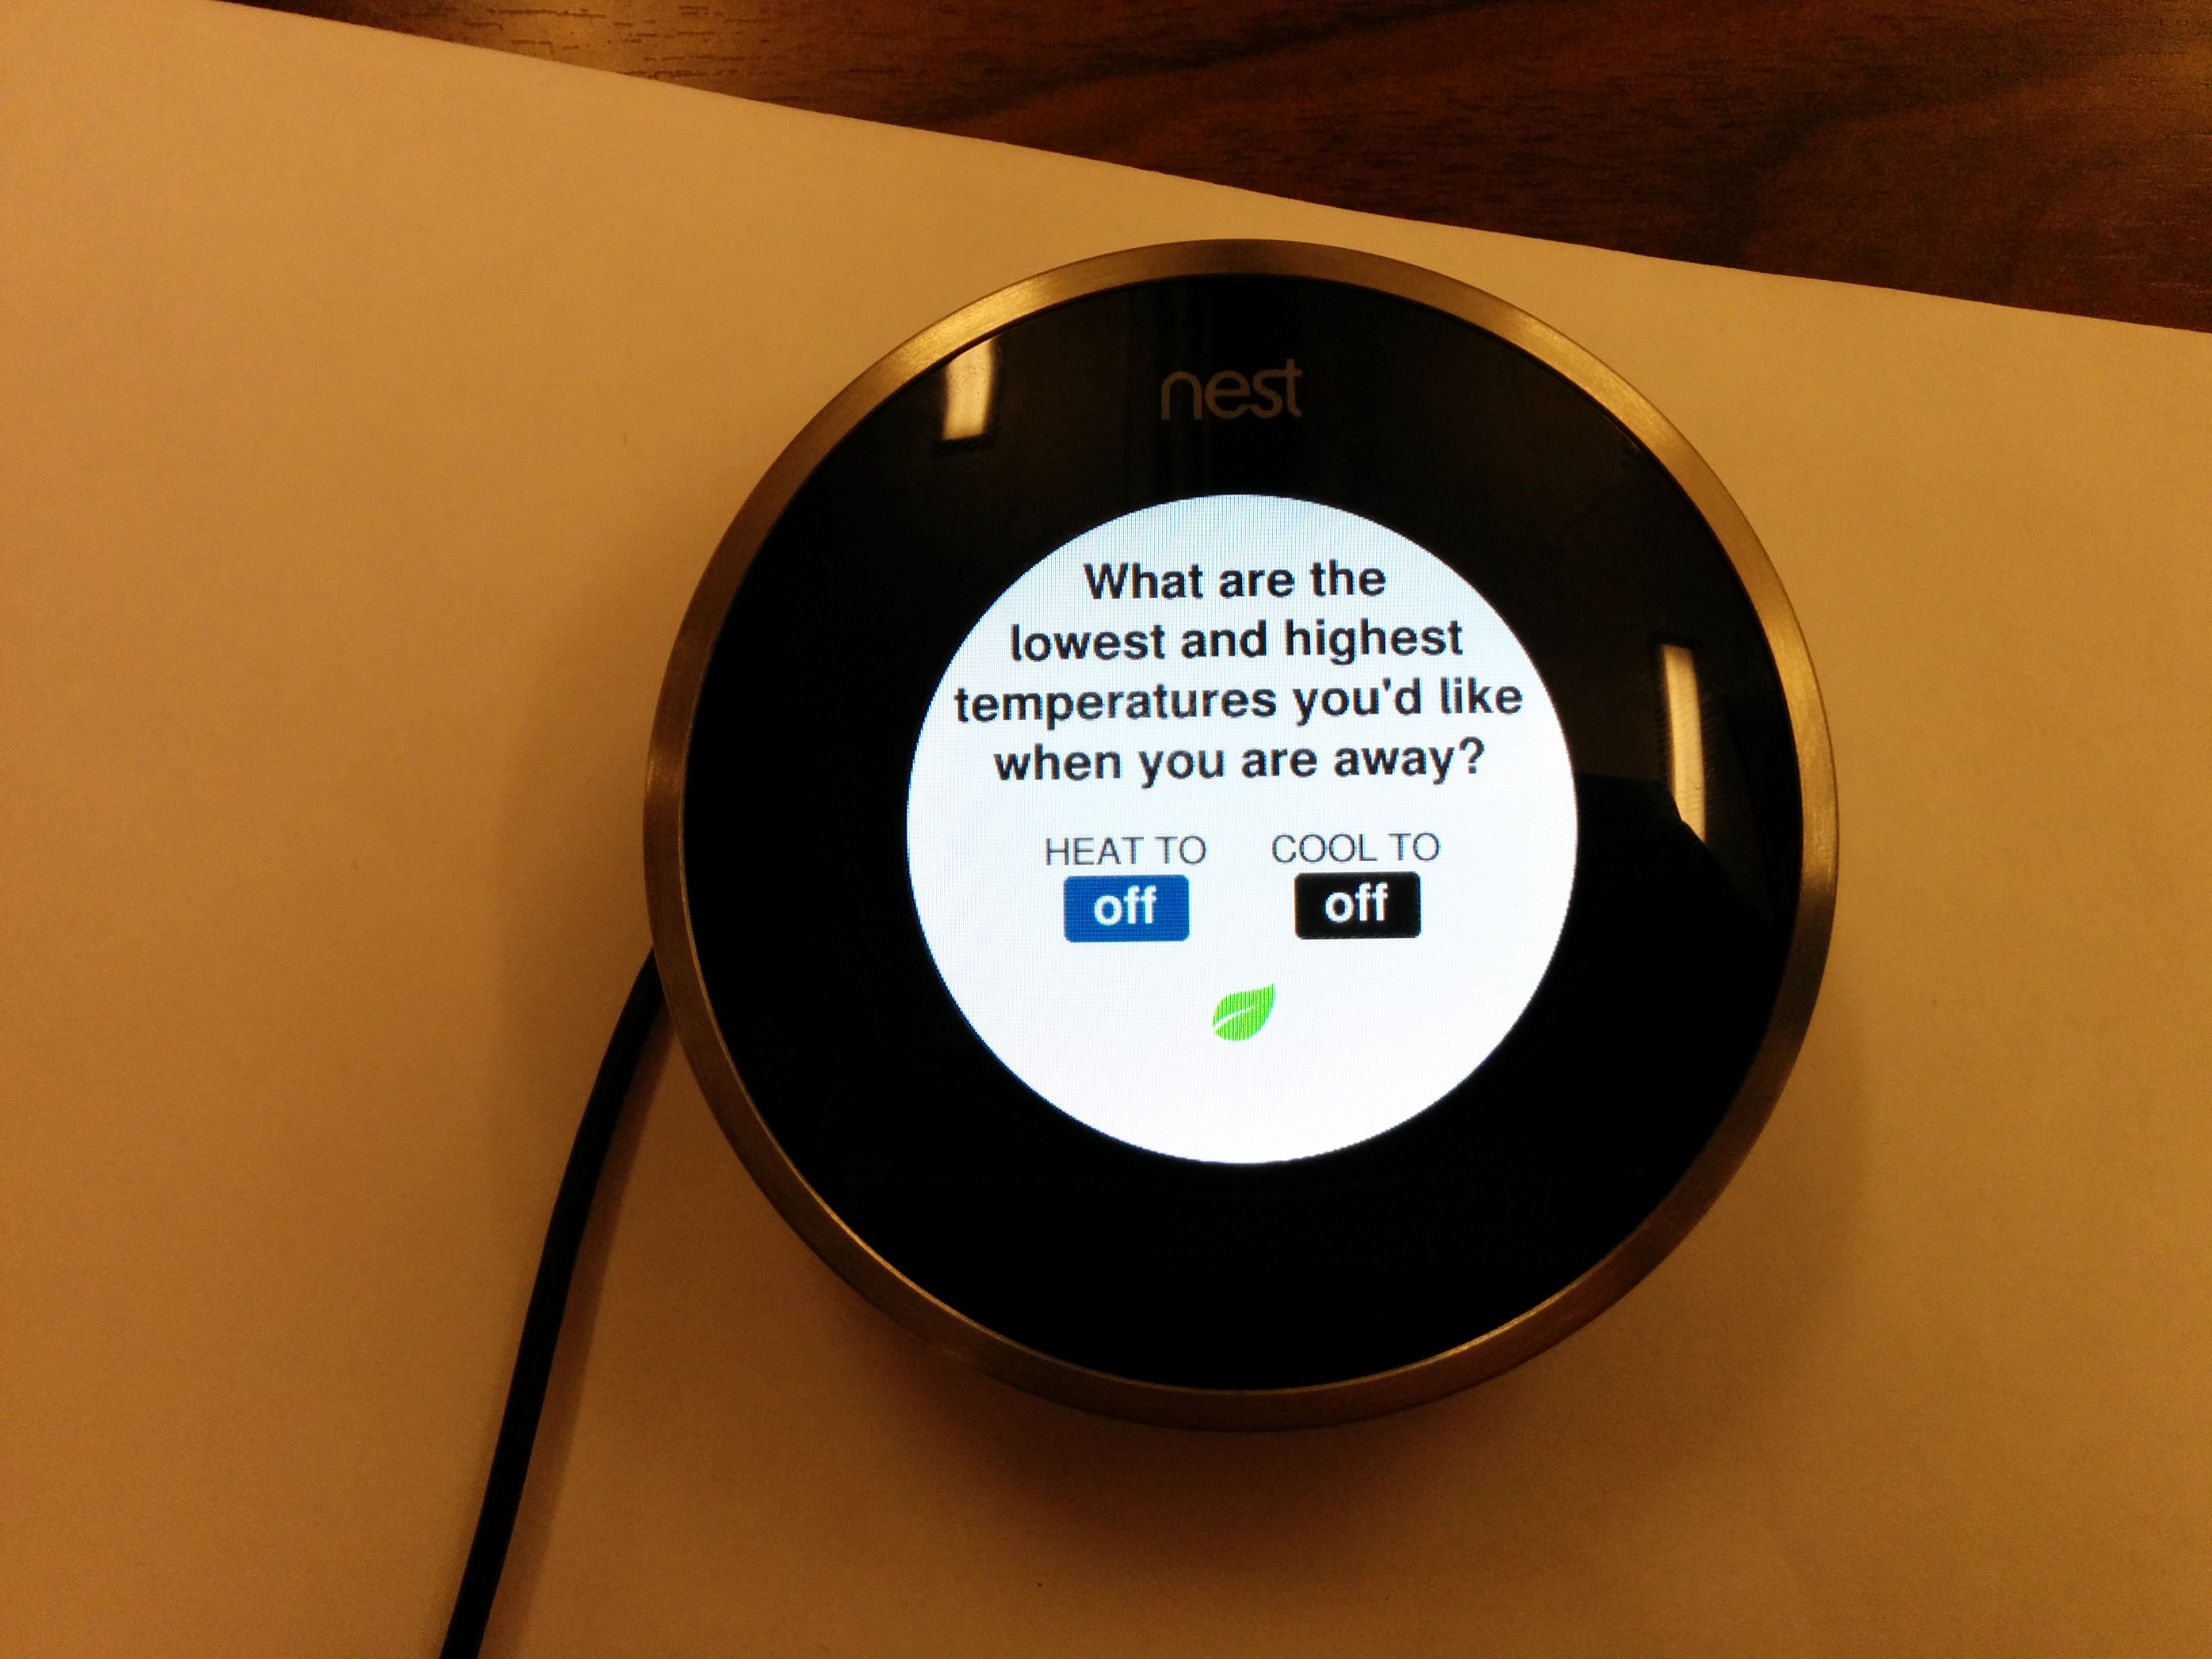 nest
What are the
lowest and highest
temperatures you'd like
when you are away?
HEAT TO COOL TO
off off